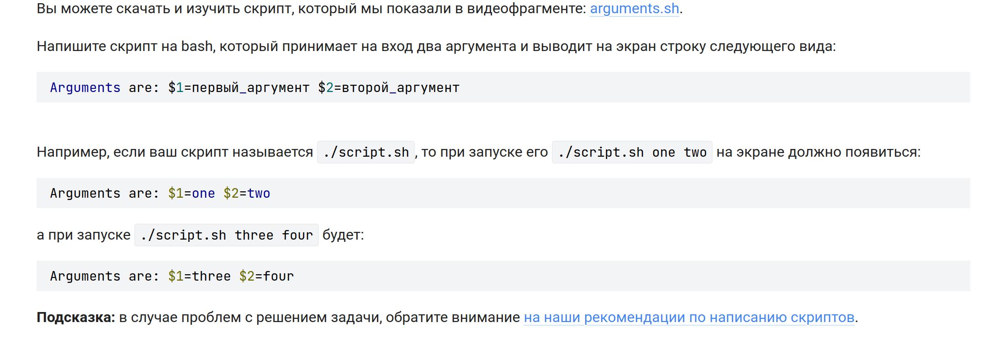 Вы можете скачать и изучить скрипт, который мы показали в видеофрагменте: arguments.sh.
Напишите скрипт на bash, который принимает на вход два аргумента и выводит на экран строку следующего вида:
Arguments are: $1=первый_аргумент $2=второй_аргумент
Например, если ваш скрипт называется ./script.sh, то при запуске его ./script.sh one two на экране должно появиться:
Arguments are: $1=one $2=two
а при запуске ./script.sh three four будет:
Arguments are: $1=three $2=four
Подсказка: в случае проблем с решением задачи, обратите внимание на наши рекомендации по написанию скриптов.